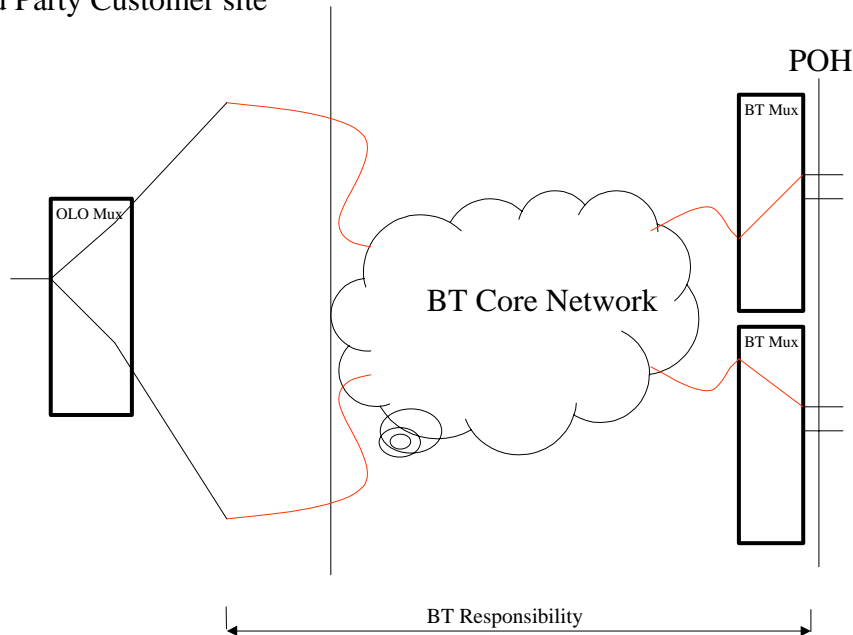 Party Customer site
POH
BT Mux
OLO Mux
BT Core Network
BT Mux
BT Responsibility